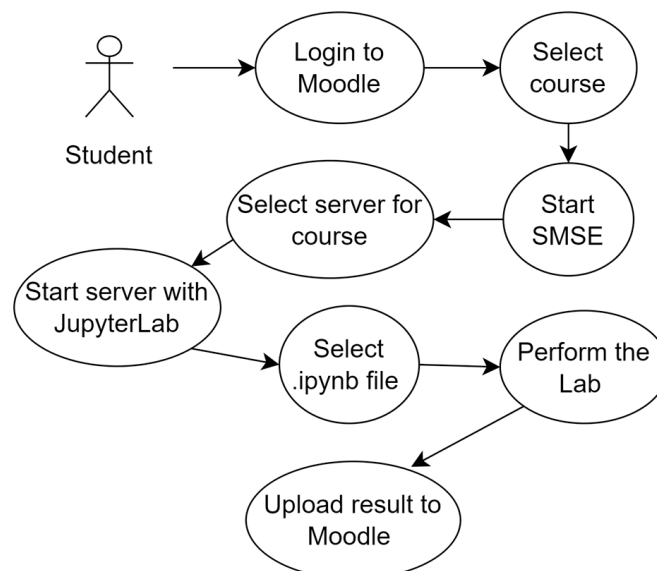 Student
Login to
Moodle
Select
course
Start
SMSE
Select server for
course
Start server with
JupyterLab
Select
.ipynb file
Perform the
Lab
Upload result to
Moodle